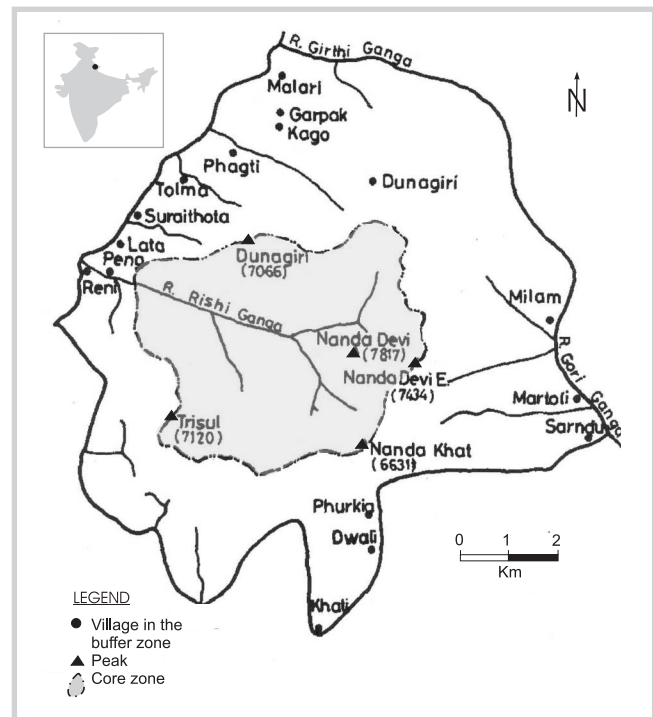 R. Girthi Ganga
N
Malari
Garpak
Kago
Phagti
Dunagiri
Tolma
Suraithota
Lata
Peng
Reni
Dunagiri
(7066)
R. Rishi Ganga
Milam
Nanda Devi
(7817)
Nanda Devi E.
(7434)
R. Gori Ganga
Martoli
Sarndu
Trisul
(7120)
Nanda Khat
(6631)
Phurkia
Dwali
Khati
0 1 2
Km
LEGEND
Village in the
buffer zone
Peak
Core zone